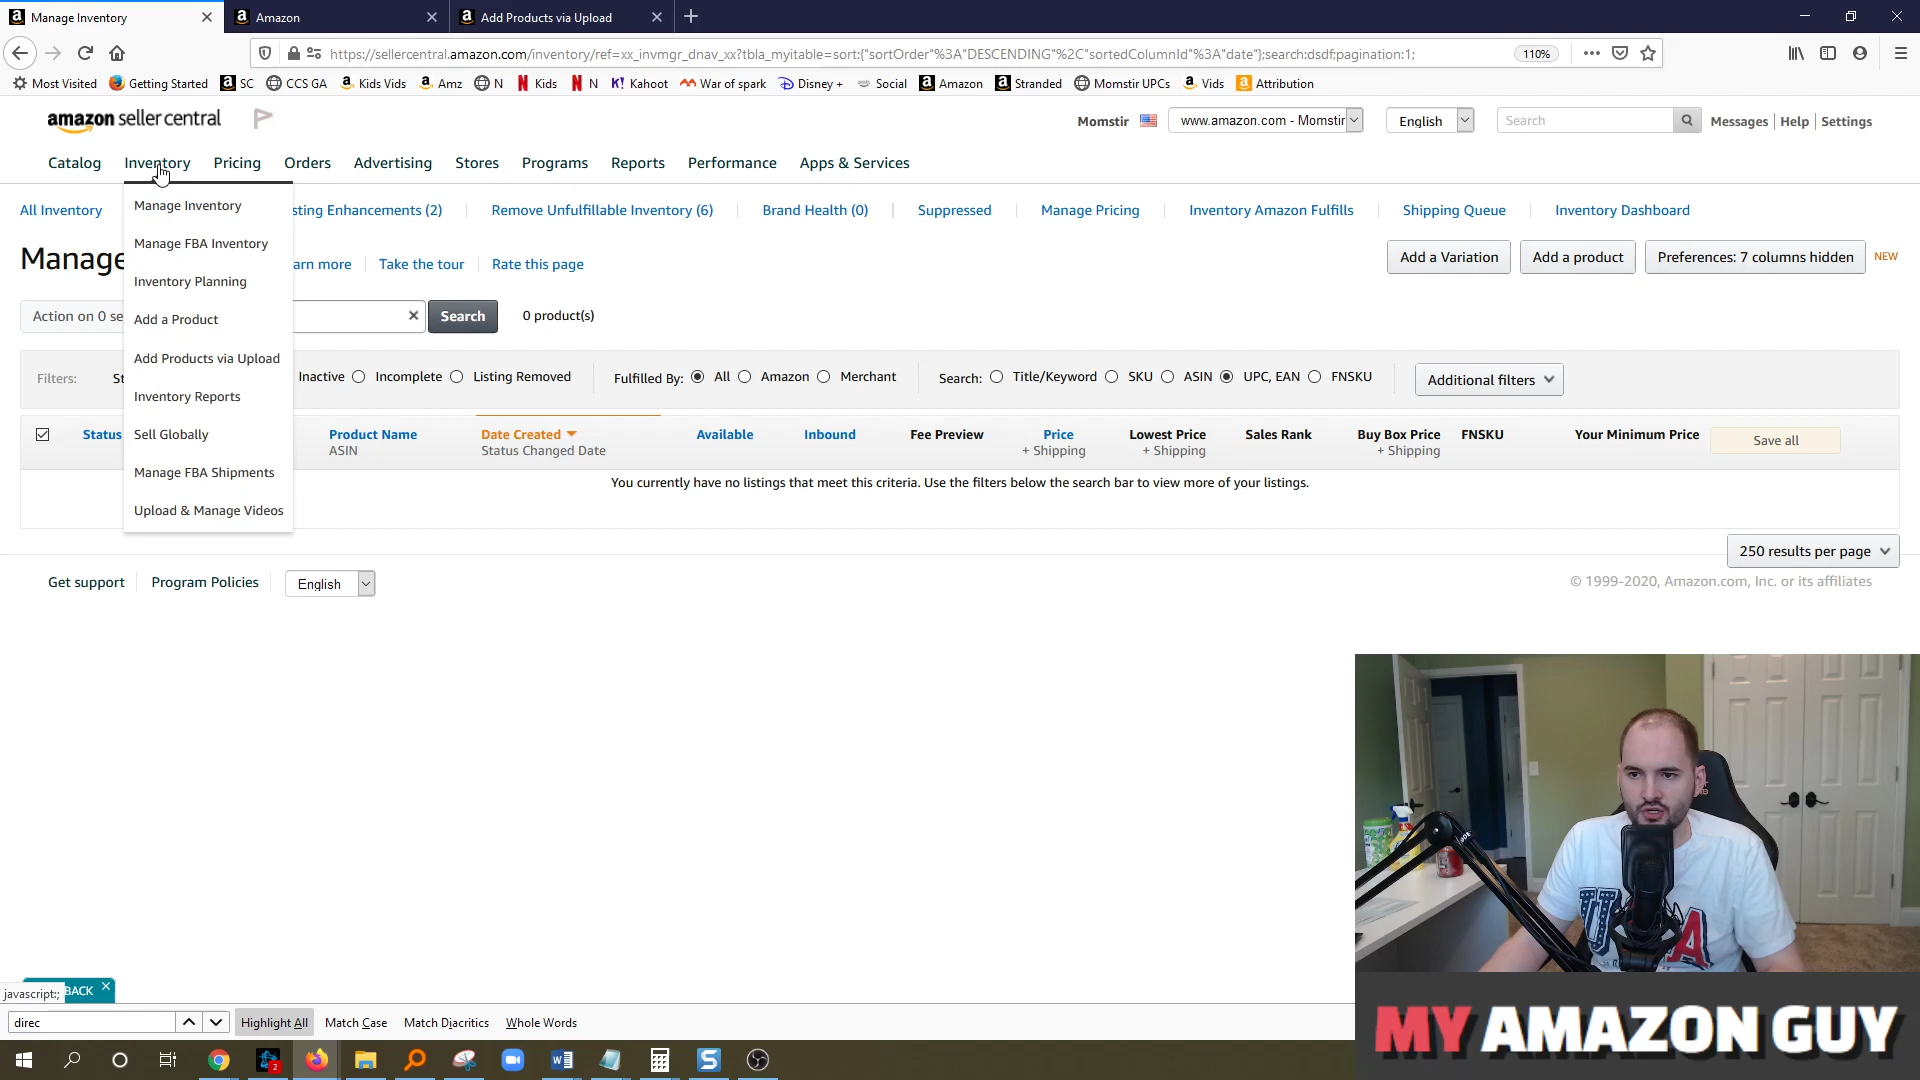 Manage Inventory
Amazon
Add Products via Upload
https://sellercentral.amazon.com/inventory/ref=xx_invmgr_dnav_xx?tbla_myitable=sort:{"sortOrder"%3A"DESCENDING"%2C"sortedColumnId"%3A"date"};search:dsdf;pagination:1;
110%
Most Visited Getting Started SC CCS GA Kids Vids Amz N Kids N Kahoot War of spark Disney + Social Amazon Stranded Momstir UPCs Vids Attribution
amazon seller central
Momstir www.amazon.com - Momstir English Search Messages Help Settings
Catalog Inventory Pricing Orders Advertising Stores Programs Reports Performance Apps & Services
Manage Inventory
Manage FBA Inventory
Inventory Planning
Add a Product
Add Products via Upload
Inventory Reports
Sell Globally
Manage FBA Shipments
Upload & Manage Videos
All Inventory sting Enhancements (2) Remove Unfulfillable Inventory (6) Brand Health (0) Suppressed Manage Pricing Inventory Amazon Fulfills Shipping Queue Inventory Dashboard
Manage arn more Take the tour Rate this page Add a Variation Add a product Preferences: 7 columns hidden NEW
Action on 0 se Search 0 product(s)
Filters: St Inactive Incomplete Listing Removed Fulfilled By: All Amazon Merchant Search: Title/Keyword SKU ASIN UPC, EAN FNSKU Additional filters
Status Product Name Date Created Available Inbound Fee Preview Price Lowest Price Sales Rank Buy Box Price FNSKU Your Minimum Price Save all
ASIN Status Changed Date + Shipping + Shipping + Shipping
You currently have no listings that meet this criteria. Use the filters below the search bar to view more of your listings.
250 results per page
Get support Program Policies English © 1999-2020, Amazon.com, Inc. or its affiliates
javascript:; BACK
direc Highlight All Match Case Match Diacritics Whole Words
MY AMAZON GUY